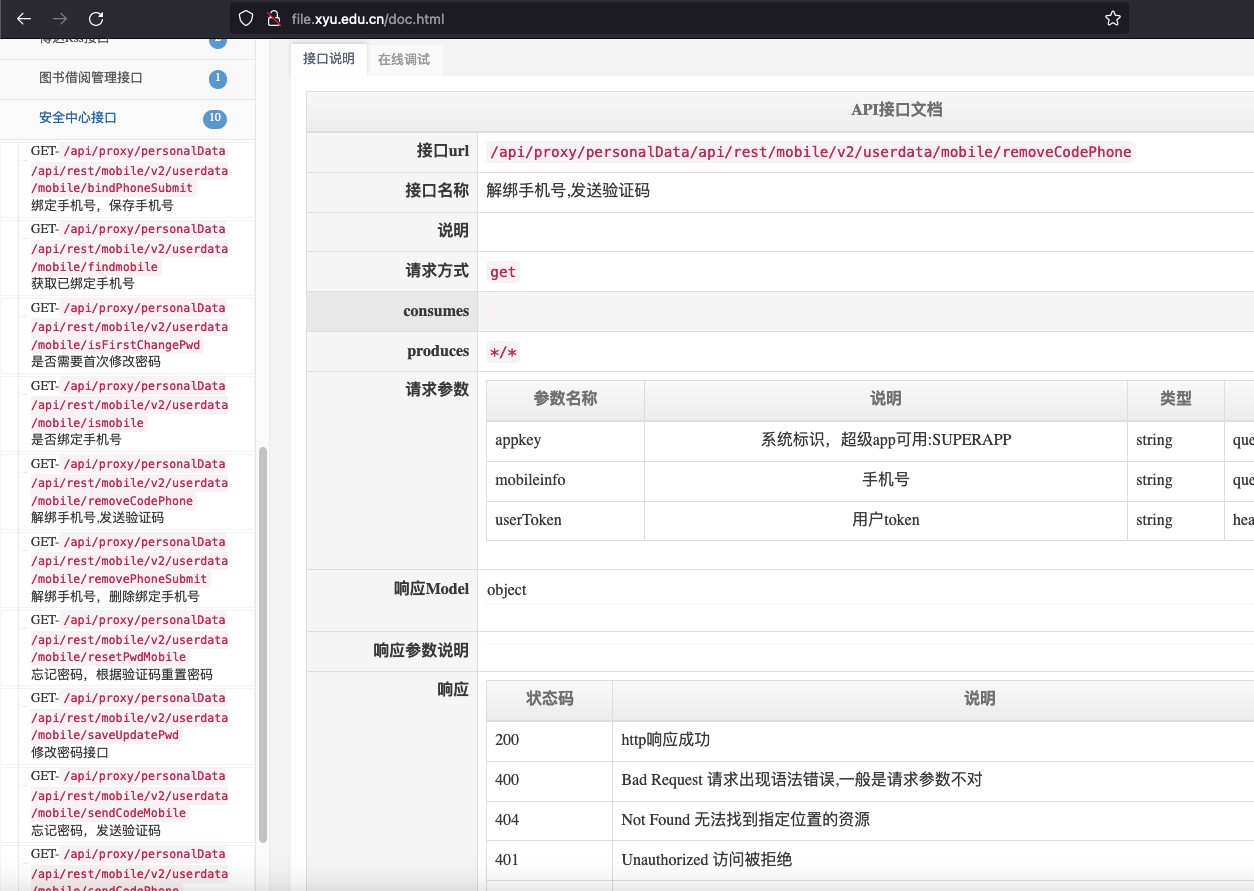 file.xyu.edu.cn/doc.html
图书借阅管理接口 1
安全中心接口 10
GET- /api/proxy/personalData
/api/rest/mobile/v2/userdata
/mobile/bindPhoneSubmit
绑定手机号，保存手机号
GET- /api/proxy/personalData
/api/rest/mobile/v2/userdata
/mobile/findmobile
获取已绑定手机号
GET- /api/proxy/personalData
/api/rest/mobile/v2/userdata
/mobile/isFirstChangePwd
是否需要首次修改密码
GET- /api/proxy/personalData
/api/rest/mobile/v2/userdata
/mobile/ismobile
是否绑定手机号
GET- /api/proxy/personalData
/api/rest/mobile/v2/userdata
/mobile/removeCodePhone
解绑手机号,发送验证码
GET- /api/proxy/personalData
/api/rest/mobile/v2/userdata
/mobile/removePhoneSubmit
解绑手机号，删除绑定手机号
GET- /api/proxy/personalData
/api/rest/mobile/v2/userdata
/mobile/resetPwdMobile
忘记密码，根据验证码重置密码
GET- /api/proxy/personalData
/api/rest/mobile/v2/userdata
/mobile/saveUpdatePwd
修改密码接口
GET- /api/proxy/personalData
/api/rest/mobile/v2/userdata
/mobile/sendCodeMobile
忘记密码，发送验证码
GET- /api/proxy/personalData
/api/rest/mobile/v2/userdata
/mobile/sendCodePhone
接口说明 在线调试
API接口文档
接口url /api/proxy/personalData/api/rest/mobile/v2/userdata/mobile/removeCodePhone
接口名称 解绑手机号,发送验证码
说明
请求方式 get
consumes
produces */*
请求参数
参数名称 说明 类型
appkey 系统标识，超级app可用:SUPERAPP string que
mobileinfo 手机号 string que
userToken 用户token string hea
响应Model object
响应参数说明
响应
状态码 说明
200 http响应成功
400 Bad Request 请求出现语法错误,一般是请求参数不对
404 Not Found 无法找到指定位置的资源
401 Unauthorized 访问被拒绝